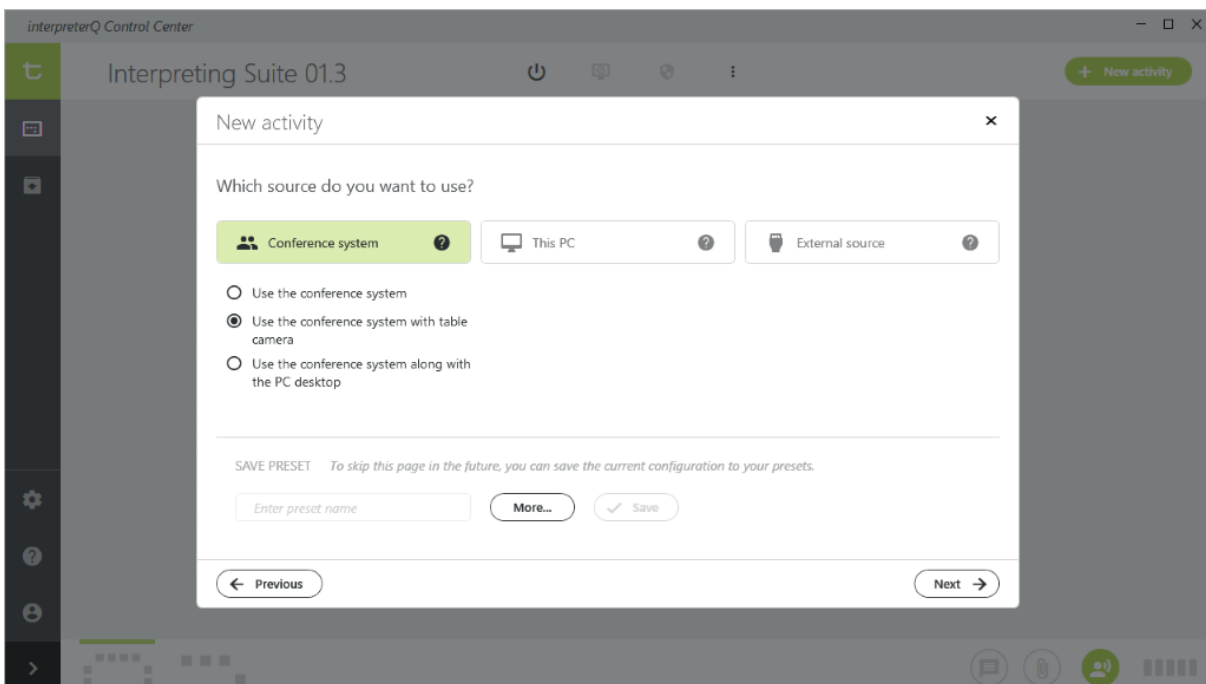 interpreterQ Control Center
Interpreting Suite 01.3
New activity
New activity
Which source do you want to use?
Conference system
This PC
External source
Use the conference system
Use the conference system with table
camera
Use the conference system along with
the PC desktop
SAVE PRESET To skip this page in the future, you can save the current configuration to your presets.
Enter preset name
More...
Save
Previous
Next